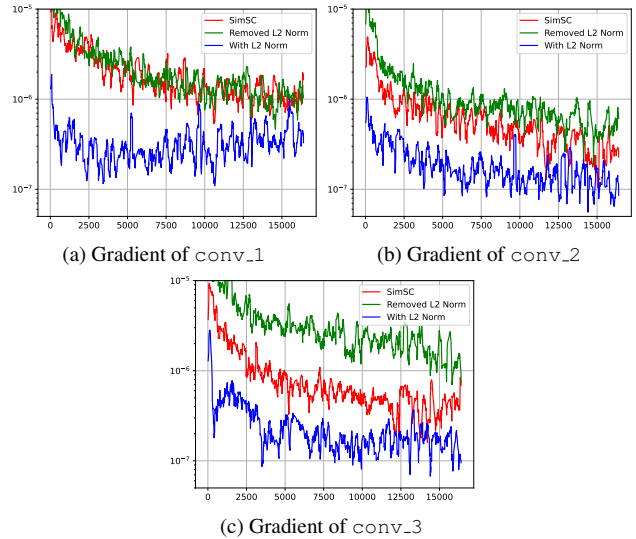 10⁻⁵
10⁻⁶
10⁻⁷
SimSC
Removed L2 Norm
With L2 Norm
0 2500 5000 7500 10000 12500 15000
(a) Gradient of conv_1
10⁻⁵
10⁻⁶
10⁻⁷
SimSC
Removed L2 Norm
With L2 Norm
0 2500 5000 7500 10000 12500 15000
(b) Gradient of conv_2
10⁻⁵
10⁻⁶
10⁻⁷
SimSC
Removed L2 Norm
With L2 Norm
0 2500 5000 7500 10000 12500 15000
(c) Gradient of conv_3